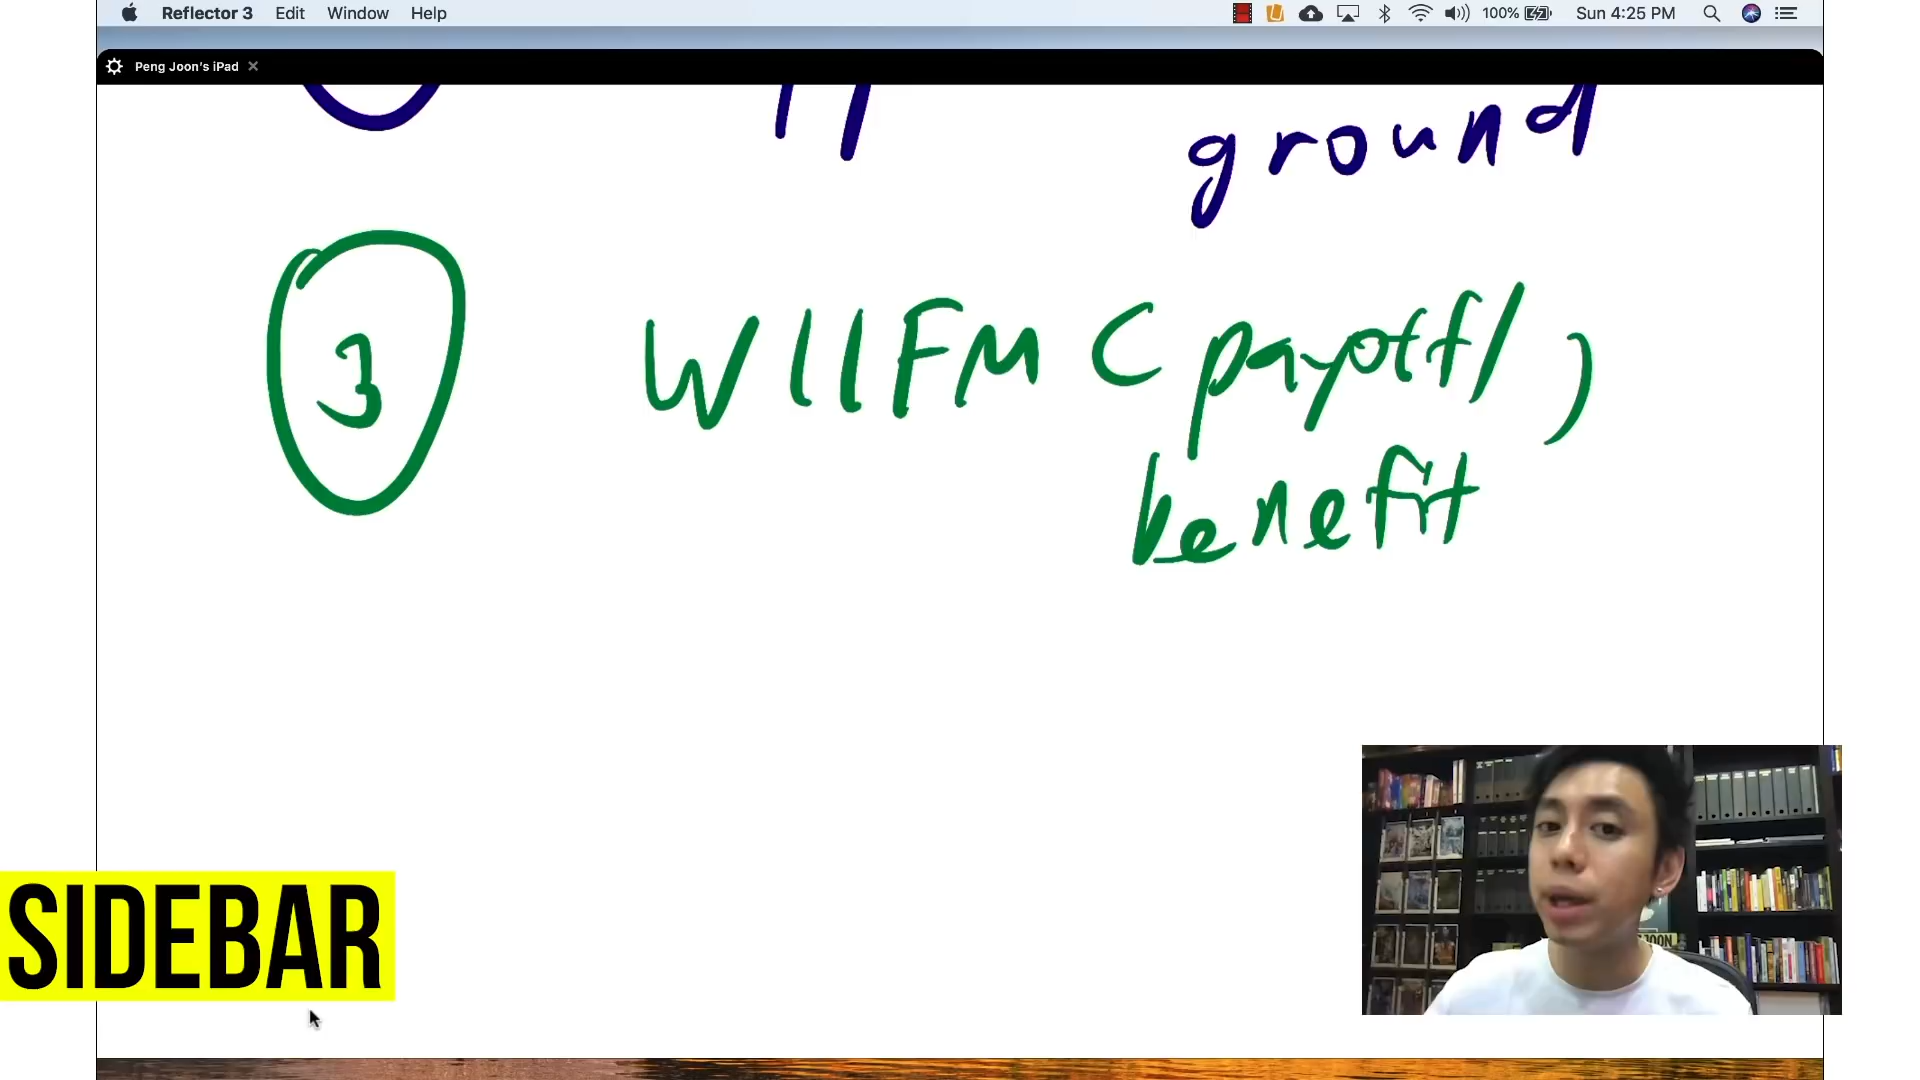 Reflector 3 Edit Window Help 100% Sun 4:25 PM
Peng Joon's iPad
ground
3 WIIFM (payoff/)
benefit
JOON
SIDEBAR